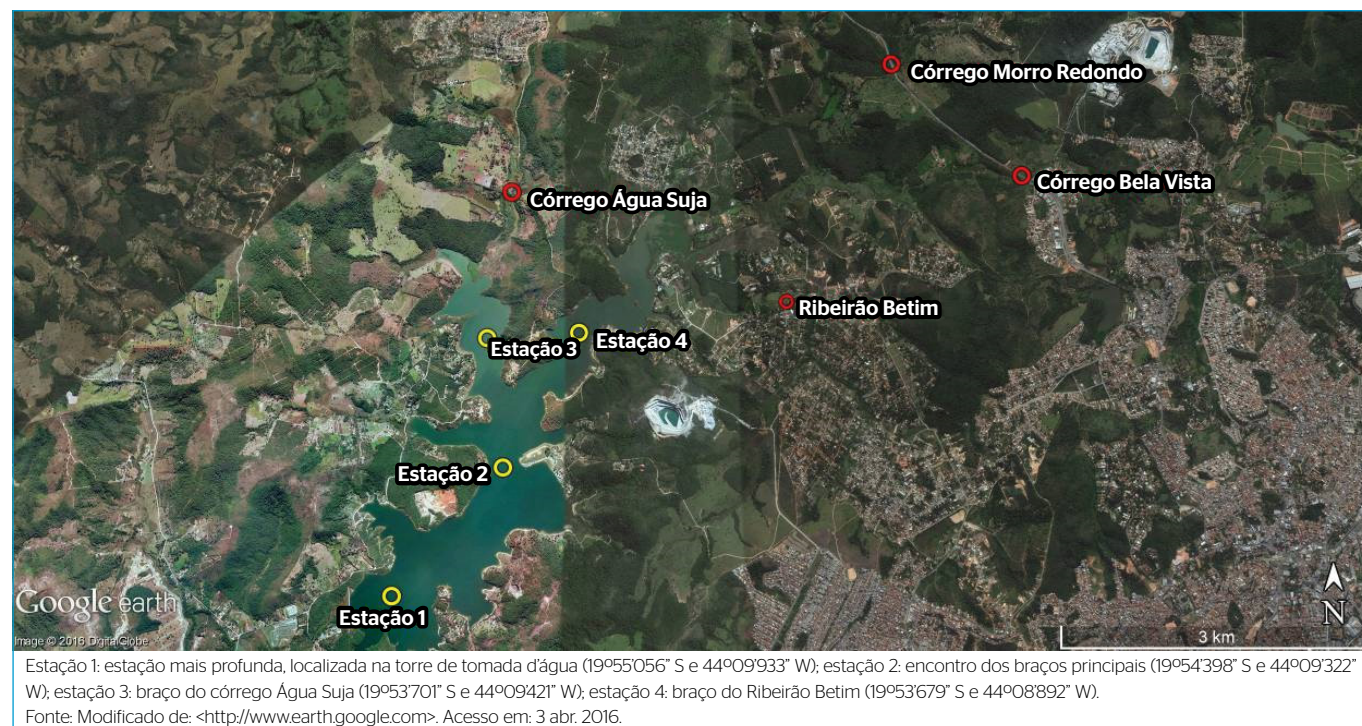 Córrego Morro Redondo
Córrego Bela Vista
Córrego Água Suja
Ribeirão Betim
Estação 3
Estação 4
Estação 2
Estação 1
Google earth
Image © 2016 DigitalGlobe
N
3 km
Estação 1: estação mais profunda, localizada na torre de tomada d’água (19º55’056” S e 44º09’933” W); estação 2: encontro dos braços principais (19º54’398” S e 44º09’322”
W); estação 3: braço do córrego Água Suja (19º53’701” S e 44º09’421” W); estação 4: braço do Ribeirão Betim (19º53’679” S e 44º08’892” W).
Fonte: Modificado de: <http://www.earth.google.com>. Acesso em: 3 abr. 2016.